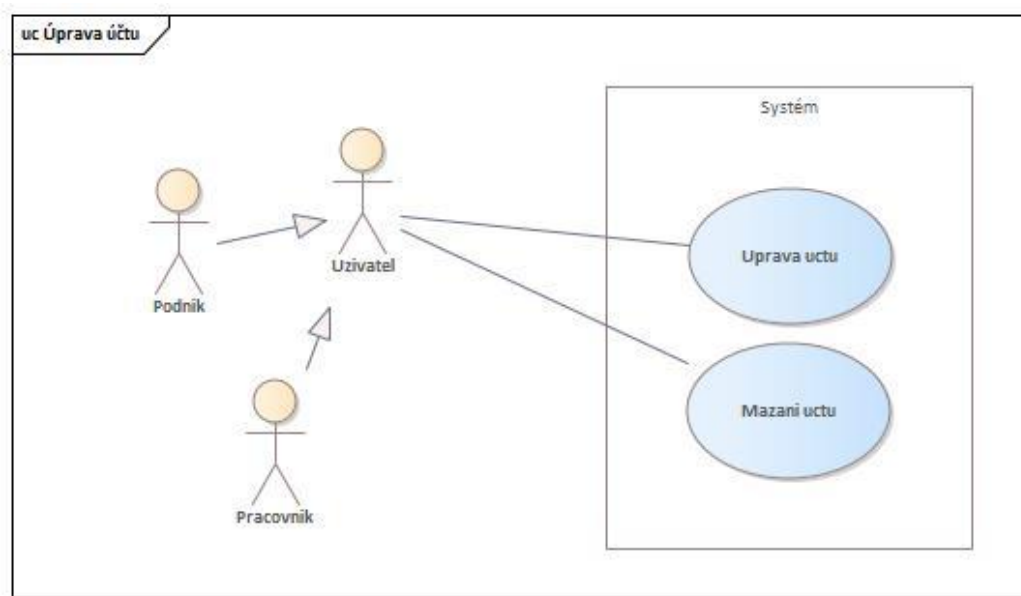 uc Úprava účtu
Systém
Uprava uctu
Uzivatel
Podnik
Mazani uctu
Pracovnik